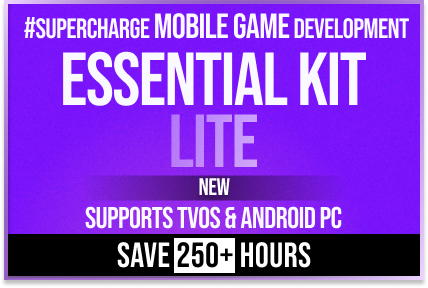 #SUPERCHARGE MOBILE GAME DEVELOPMENT
ESSENTIAL KIT
LITE
NEW
SUPPORTS TVOS & ANDROID PC
SAVE 250+ HOURS